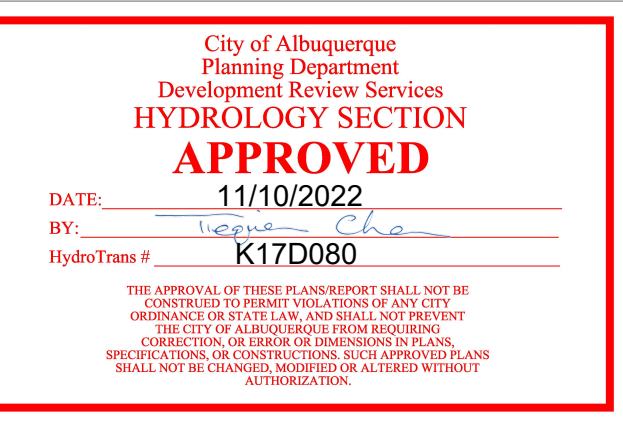 City of Albuquerque
Planning Department
Development Review Services
HYDROLOGY SECTION
APPROVED
DATE: 11/10/2022
BY: Chen
HydroTrans # K17D080
THE APPROVAL OF THESE PLANS/REPORT SHALL NOT BE
CONSTRUED TO PERMIT VIOLATIONS OF ANY CITY
ORDINANCE OR STATE LAW, AND SHALL NOT PREVENT
THE CITY OF ALBUQUERQUE FROM REQUIRING
CORRECTION, OR ERROR OR DIMENSIONS IN PLANS,
SPECIFICATIONS, OR CONSTRUCTIONS. SUCH APPROVED PLANS
SHALL NOT BE CHANGED, MODIFIED OR ALTERED WITHOUT
AUTHORIZATION.